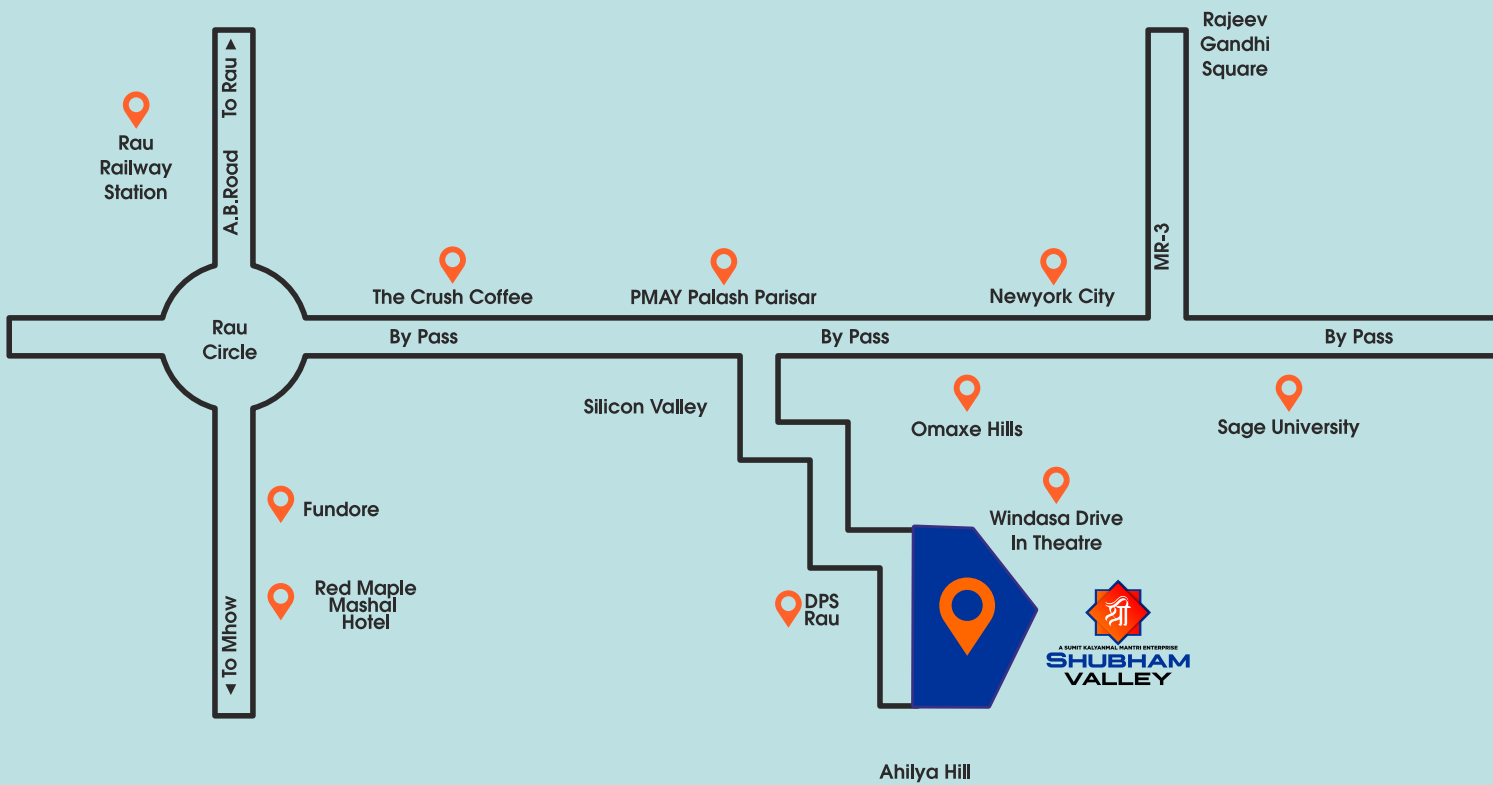 Rajeev
Gandhi
Square
To Rau
A.B.Road
Rau
Railway
Station
MR-3
The Crush Coffee
PMAY Palash Parisar
Newyork City
Rau
Circle
By Pass
By Pass
By Pass
Silicon Valley
Omaxe Hills
Sage University
Fundore
Windasa Drive
In Theatre
Red Maple
Mashal
Hotel
To Mhow
DPS
Rau
श्री
A SUMIT KALYANMAL MANTRI ENTERPRISE
SHUBHAM
VALLEY
Ahilya Hill